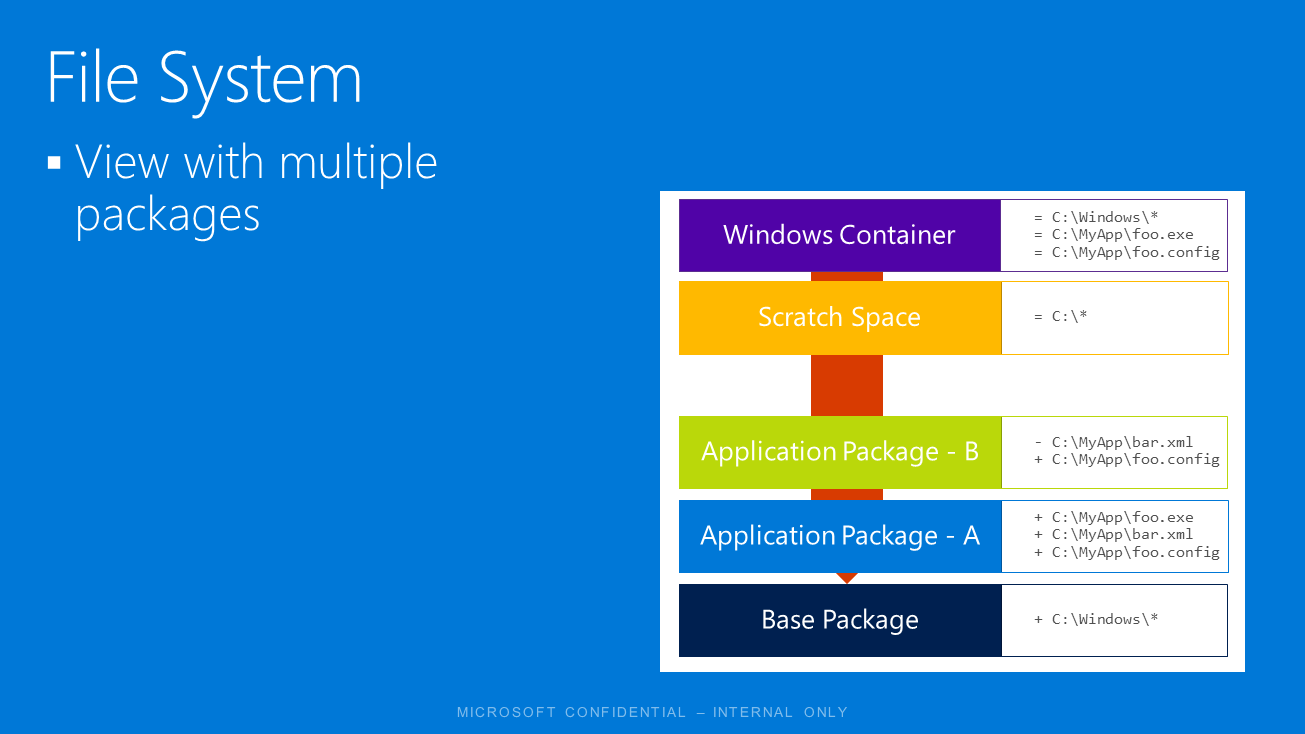 File System
View with multiple
packages
Windows Container
= C:\Windows\*
= C:\MyApp\foo.exe
= C:\MyApp\foo.config
Scratch Space
= C:\*
Application Package - B
- C:\MyApp\bar.xml
+ C:\MyApp\foo.config
Application Package - A
+ C:\MyApp\foo.exe
+ C:\MyApp\bar.xml
+ C:\MyApp\foo.config
Base Package
+ C:\Windows\*
MICROSOFT CONFIDENTIAL – INTERNAL ONLY